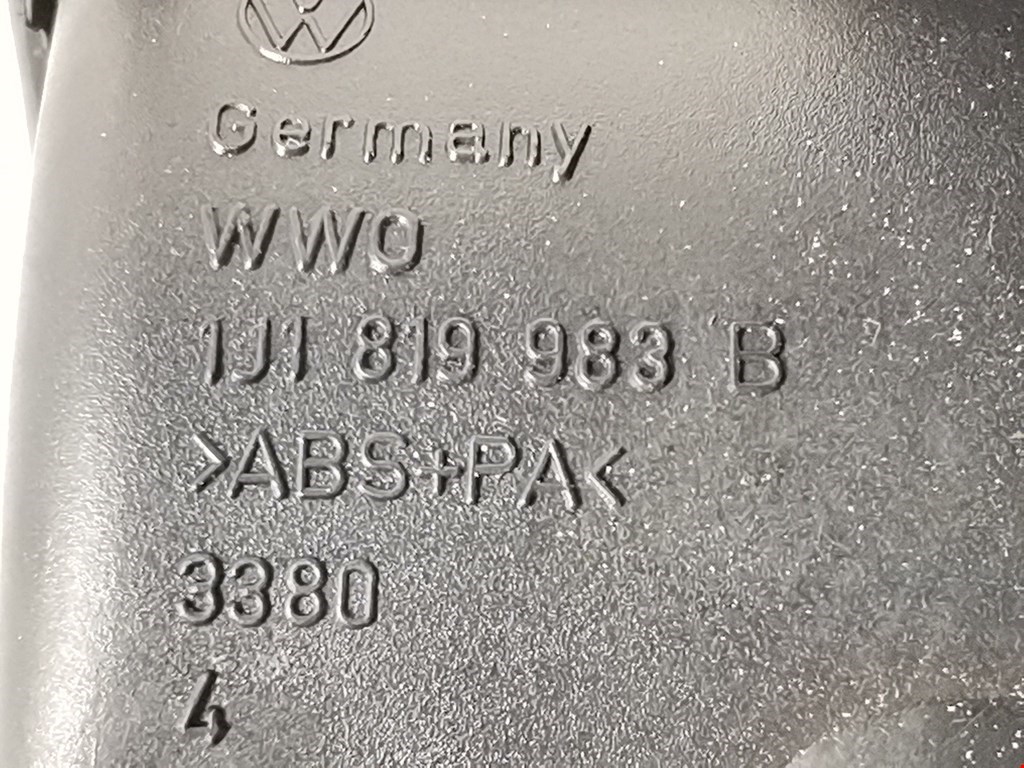 Germany
WWO
1J1 819 983 B
>ABS+PA<
3380
4